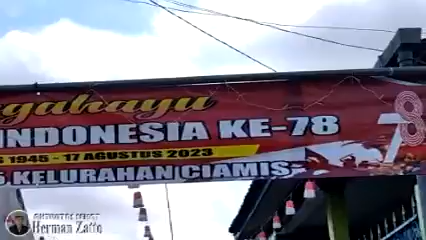 gahayu
INDONESIA KE-78
1945 - 17 AGUSTUS 2023
KELURAHAN CIAMIS
78
Herman Zatto